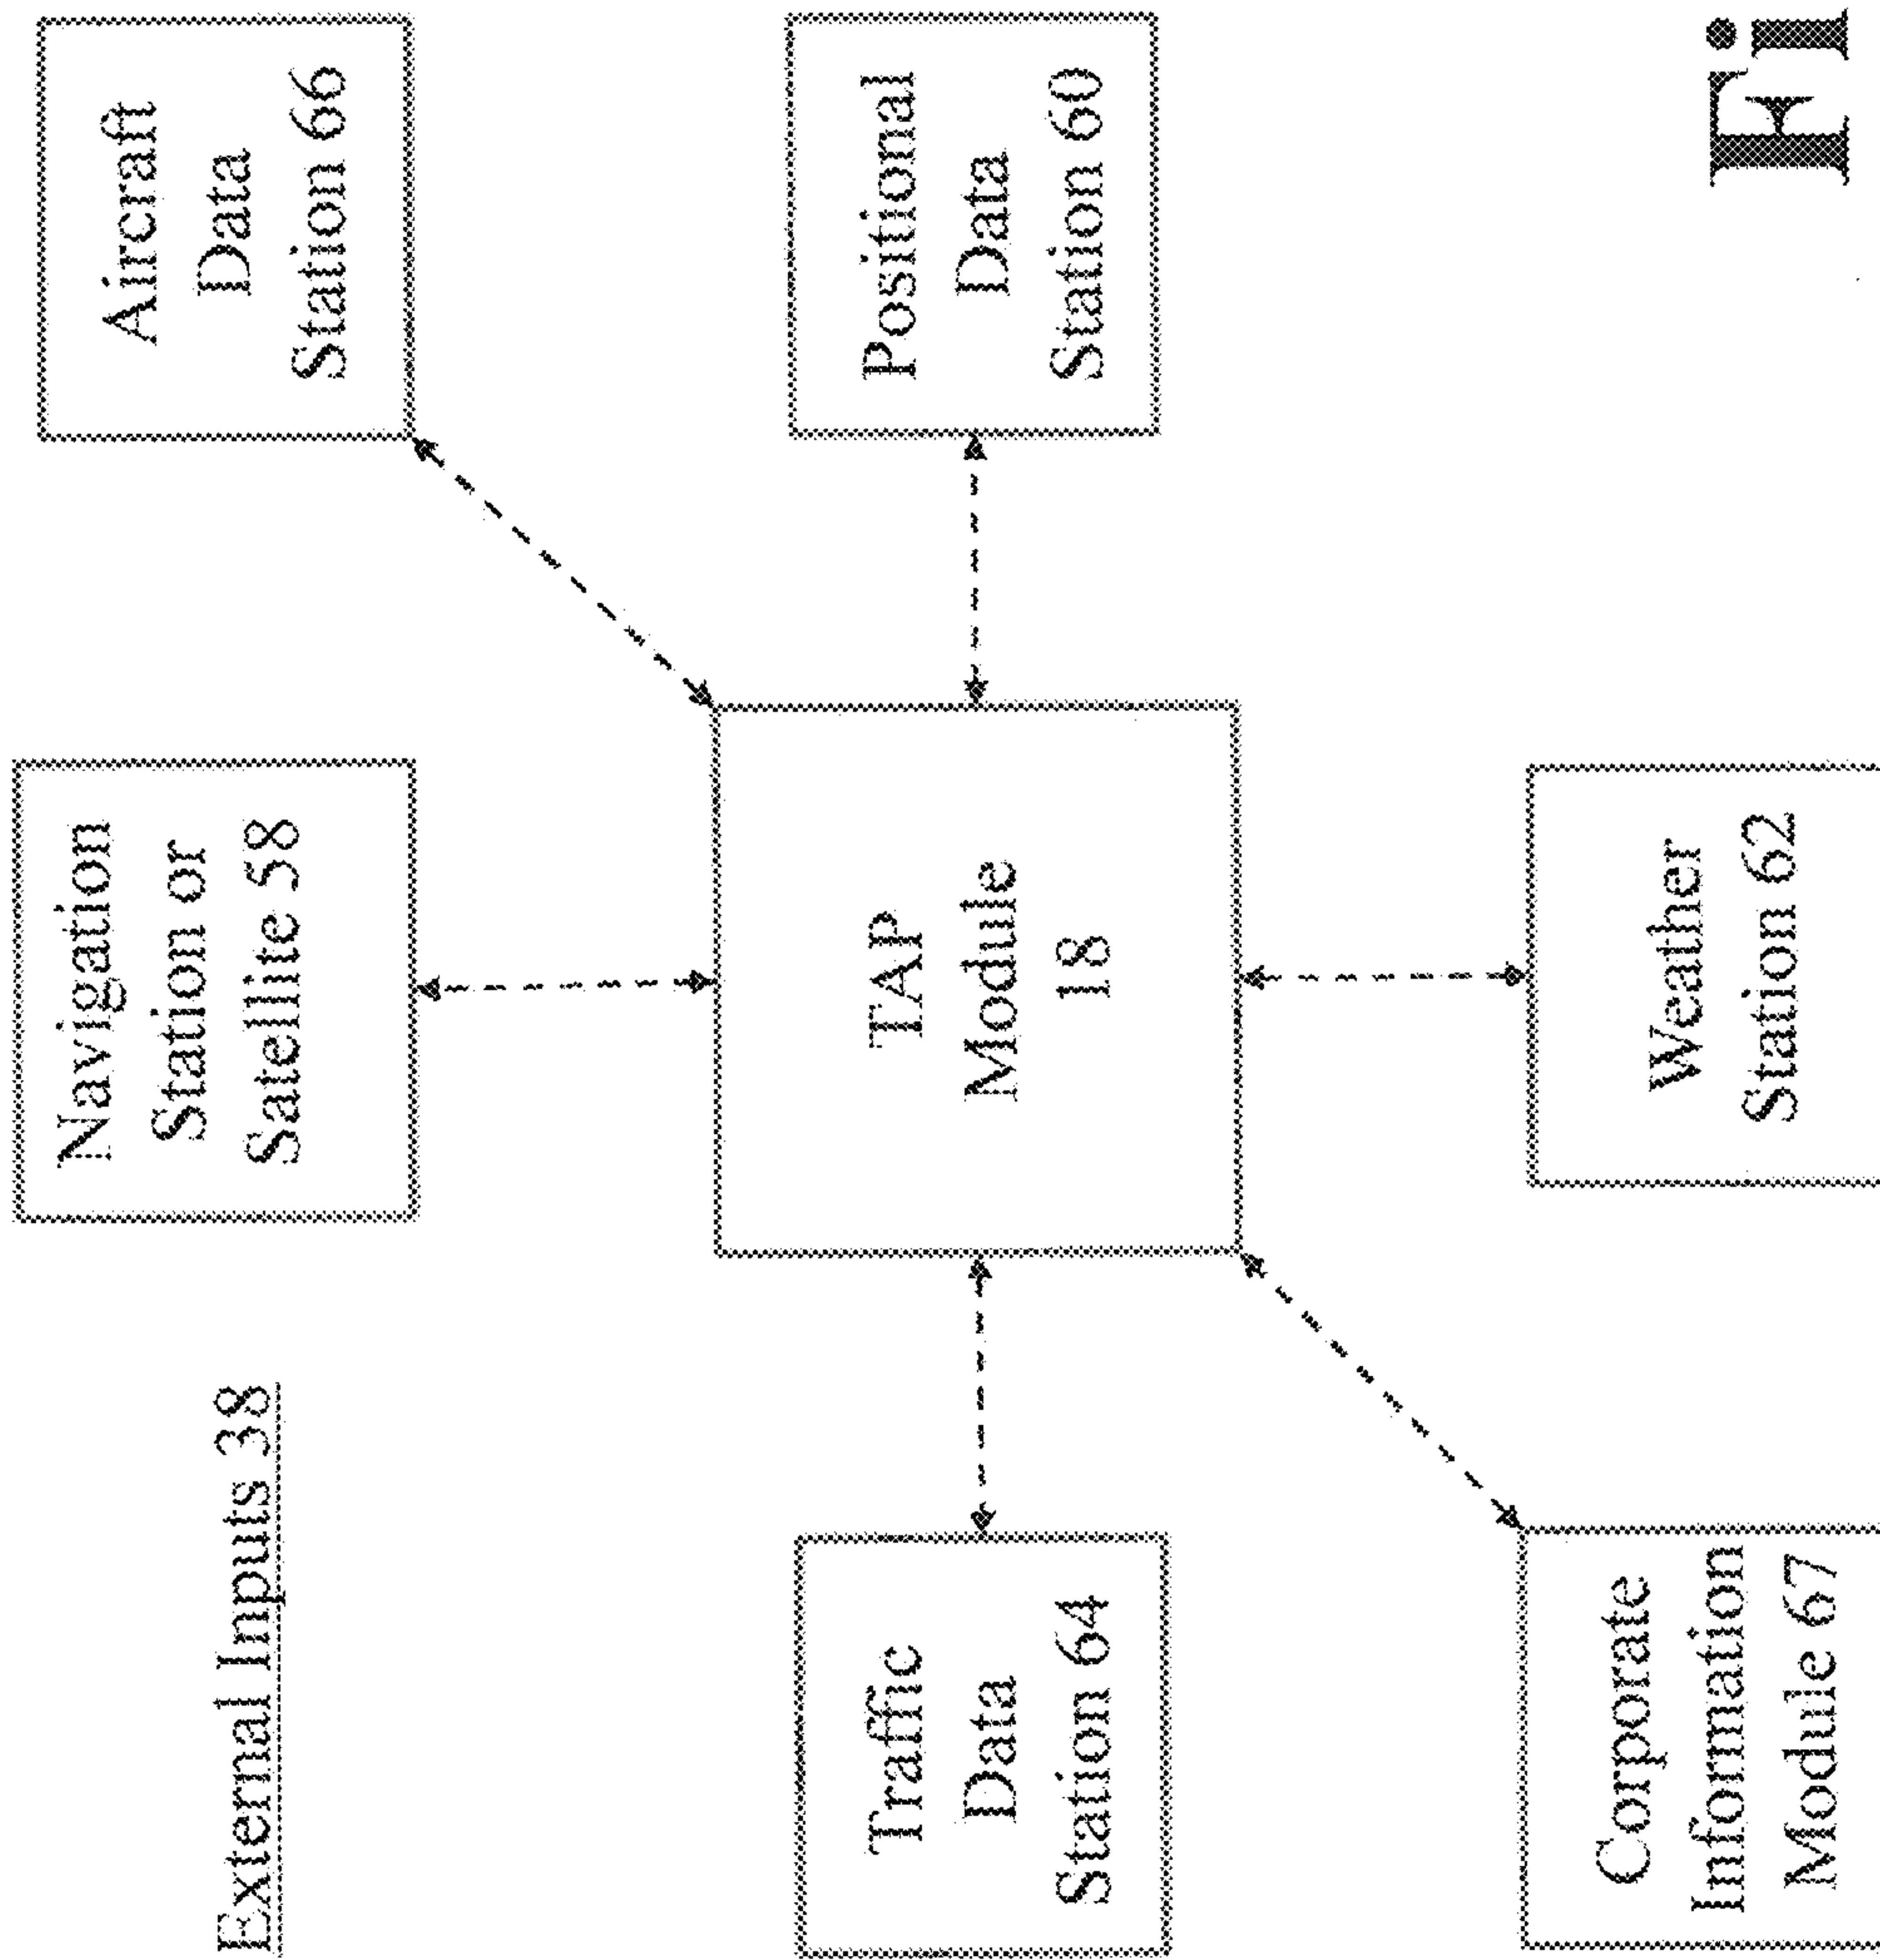 External Inputs 38
Navigation
Station or
Satellite 58
Aircraft
Data
Station 66
Traffic
Data
Station 64
TAP
Module
18
Positional
Data
Station 60
Corporate
Information
Module 67
Weather
Station 62
Fi